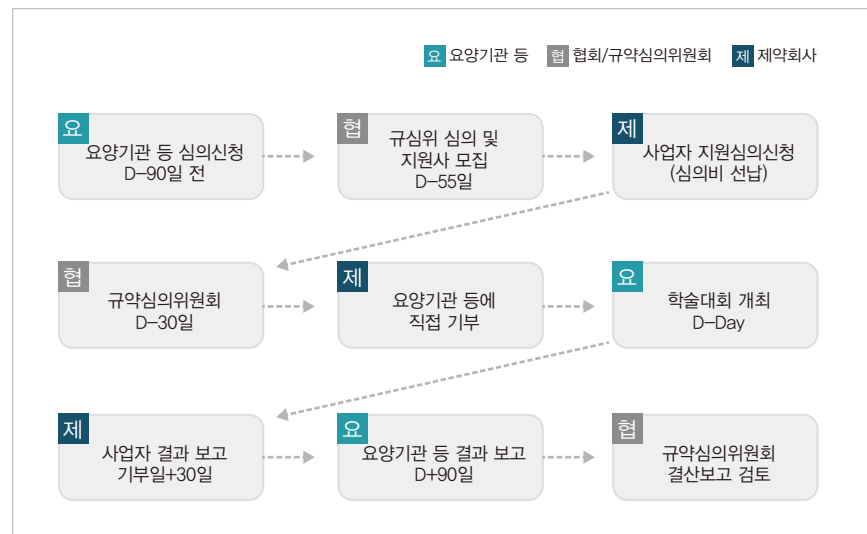 요 요양기관 등 협 협회/규약심의위원회 제 제약회사
요
요양기관 등 심의신청
D-90일 전
협
규심위 심의 및
지원사 모집
D-55일
제
사업자 지원심의신청
(심의비 선납)
협
규약심의위원회
D-30일
제
요양기관 등에
직접 기부
요
학술대회 개최
D-Day
제
사업자 결과 보고
기부일+30일
요
요양기관 등 결과 보고
D+90일
협
규약심의위원회
결산보고 검토